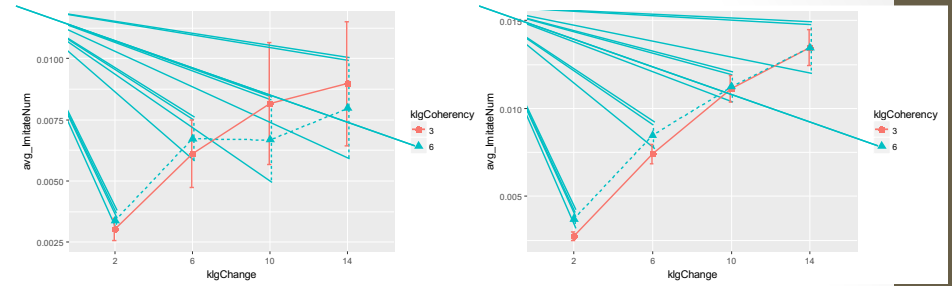 0.0100
0.0075
0.0050
0.0025
avg_ImitateNum
2 6 10 14
klgChange
klgCoherency
3
6
0.015
0.010
0.005
avg_ImitateNum
2 6 10 14
klgChange
klgCoherency
3
6